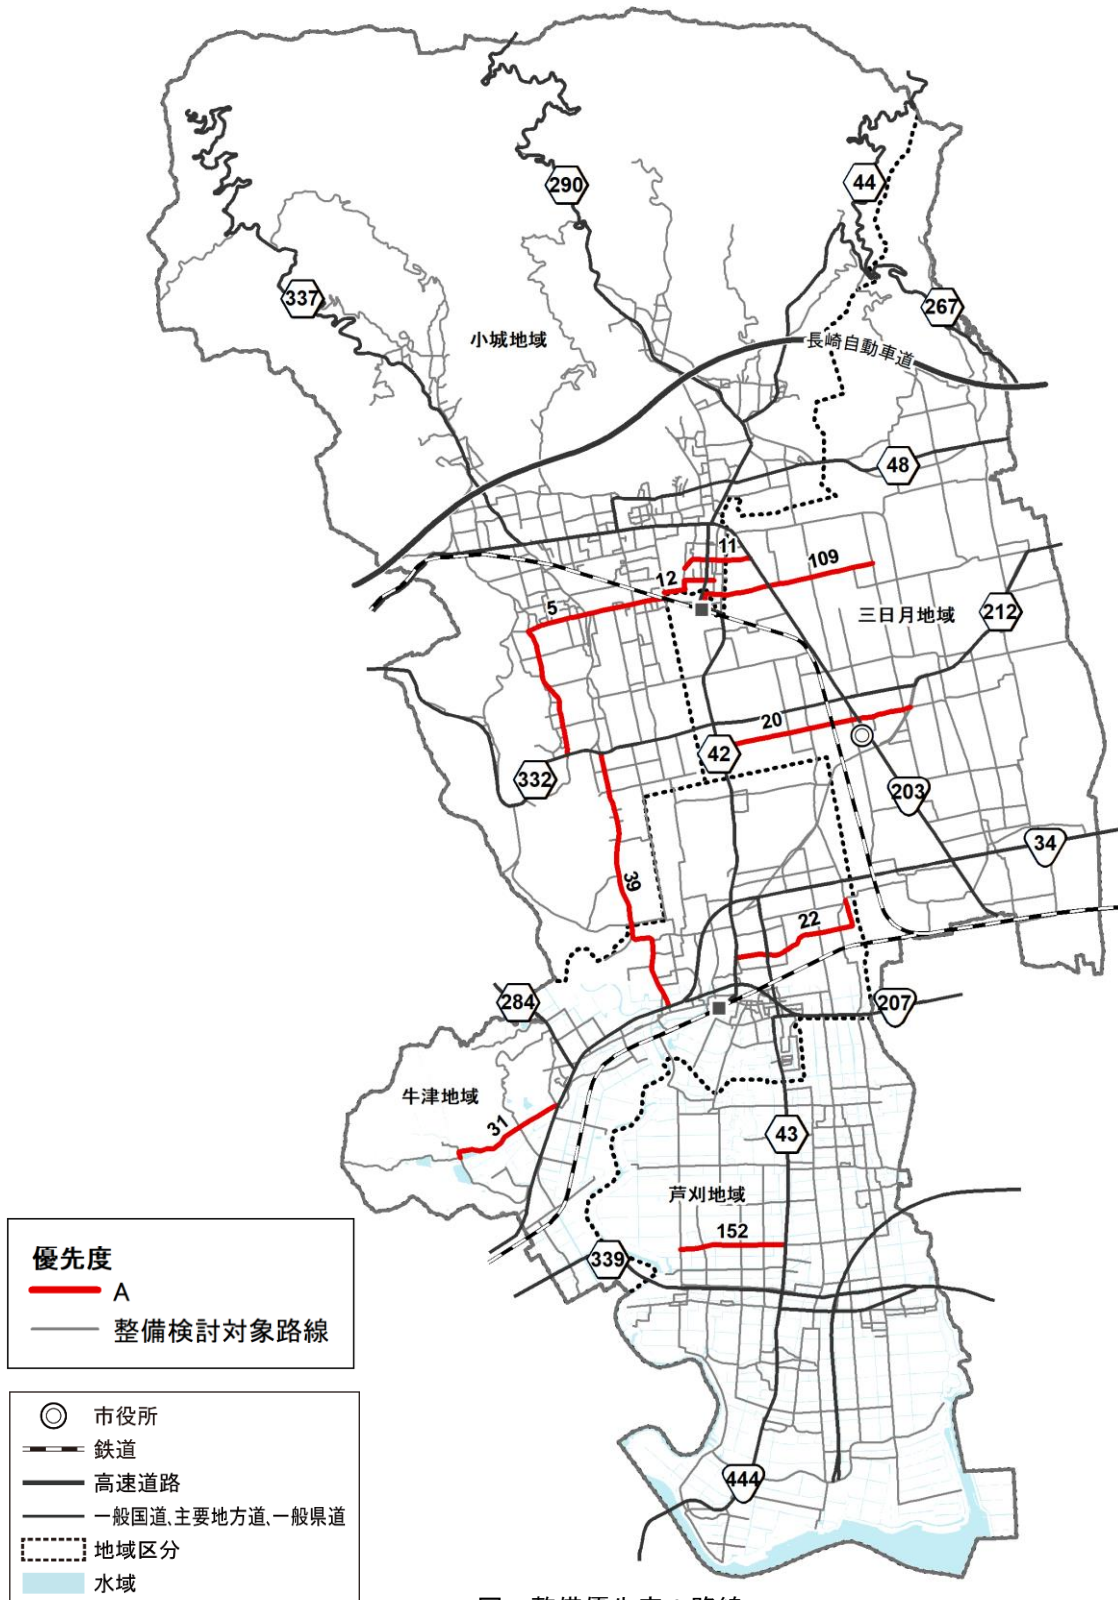 290
44
337
267
小城地域
長崎自動車道
48
11
109
12
5
三日月地域
212
20
42
332
203
34
39
22
284
207
牛津地域
31
43
芦刈地域
152
339
444
優先度
A
整備検討対象路線
市役所
鉄道
高速道路
一般国道、主要地方道、一般県道
地域区分
水域